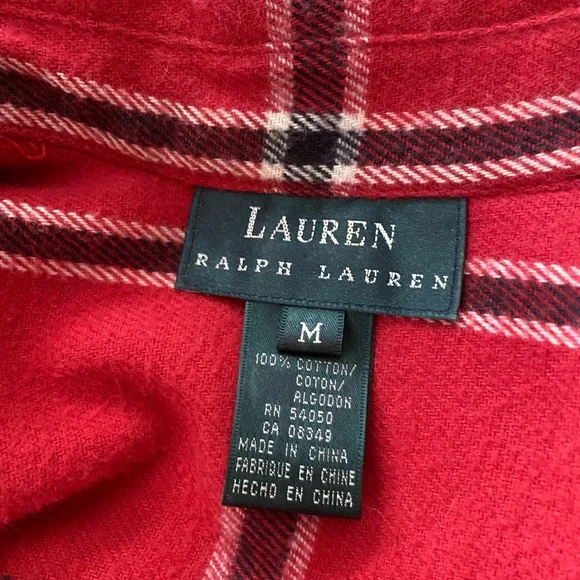 LAUREN
RALPH LAUREN
M
100% COTTON/
COTON/
ALGODON
RN 54050
CA 08349
MADE IN CHINA
FABRIQUE EN CHINE
HECHO EN CHINA